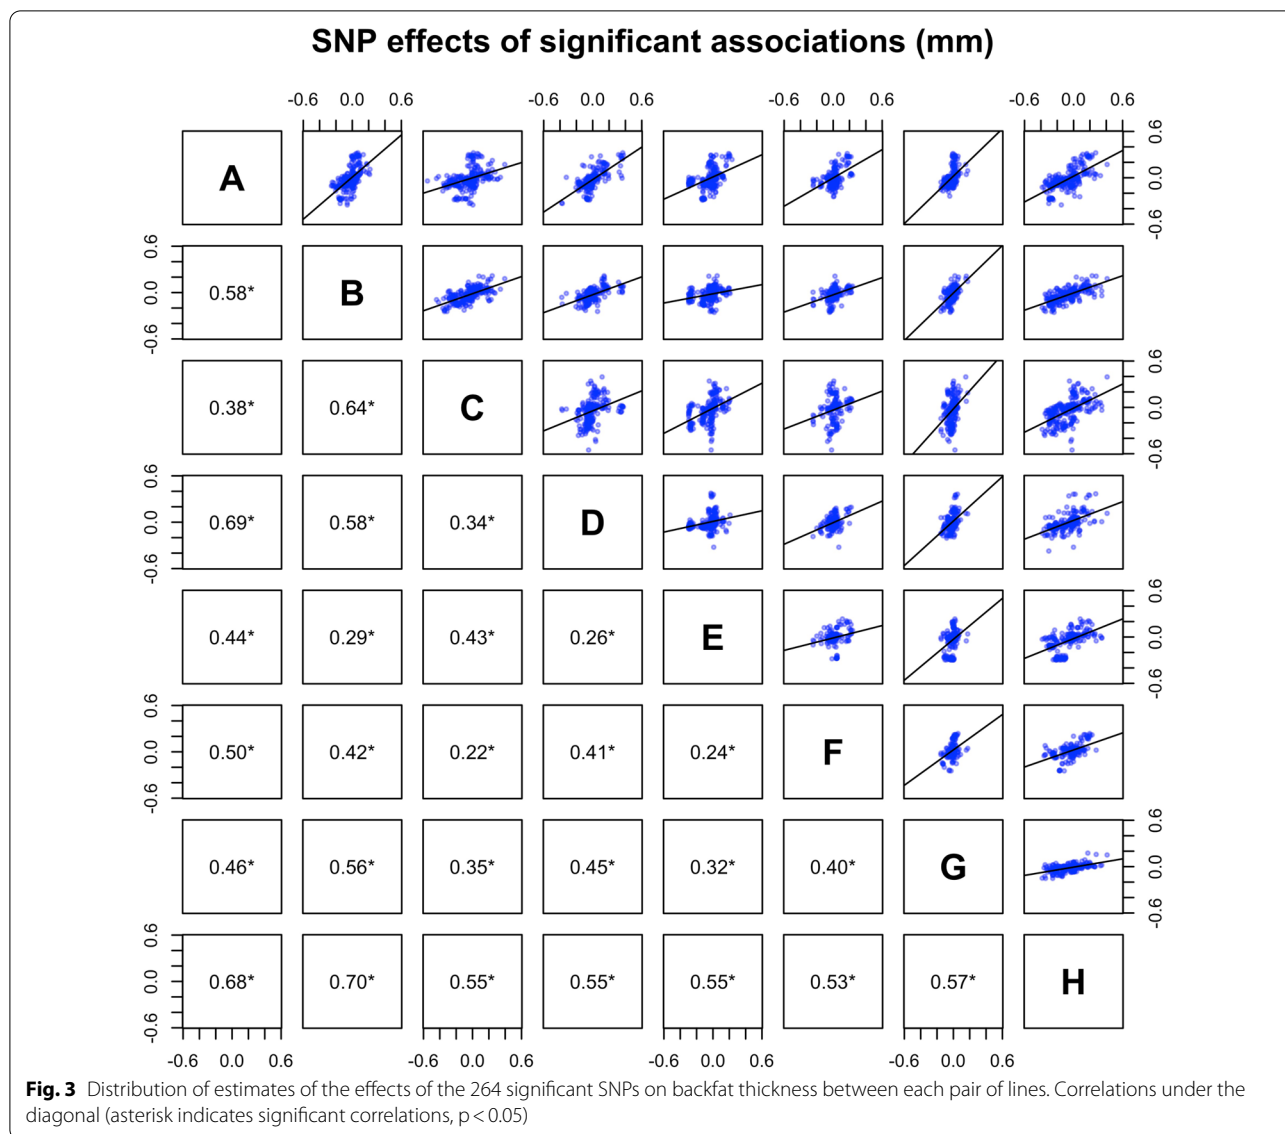 SNP effects of significant associations (mm)
-0.6 0.0 0.6 -0.6 0.0 0.6 -0.6 0.0 0.6 -0.6 0.0 0.6
A
0.6
0.0
-0.6
0.6
0.0
-0.6
0.58*
B
0.38* 0.64*
C
0.6
0.0
-0.6
0.6
0.0
-0.6
0.69* 0.58* 0.34*
D
0.44* 0.29* 0.43* 0.26*
E
0.6
0.0
-0.6
0.6
0.0
-0.6
0.50* 0.42* 0.22* 0.41* 0.24*
F
0.46* 0.56* 0.35* 0.45* 0.32* 0.40*
G
0.6
0.0
-0.6
0.6
0.0
-0.6
0.68* 0.70* 0.55* 0.55* 0.55* 0.53* 0.57*
H
-0.6 0.0 0.6 -0.6 0.0 0.6 -0.6 0.0 0.6 -0.6 0.0 0.6
Fig. 3 Distribution of estimates of the effects of the 264 significant SNPs on backfat thickness between each pair of lines. Correlations under the
diagonal (asterisk indicates significant correlations, p < 0.05)